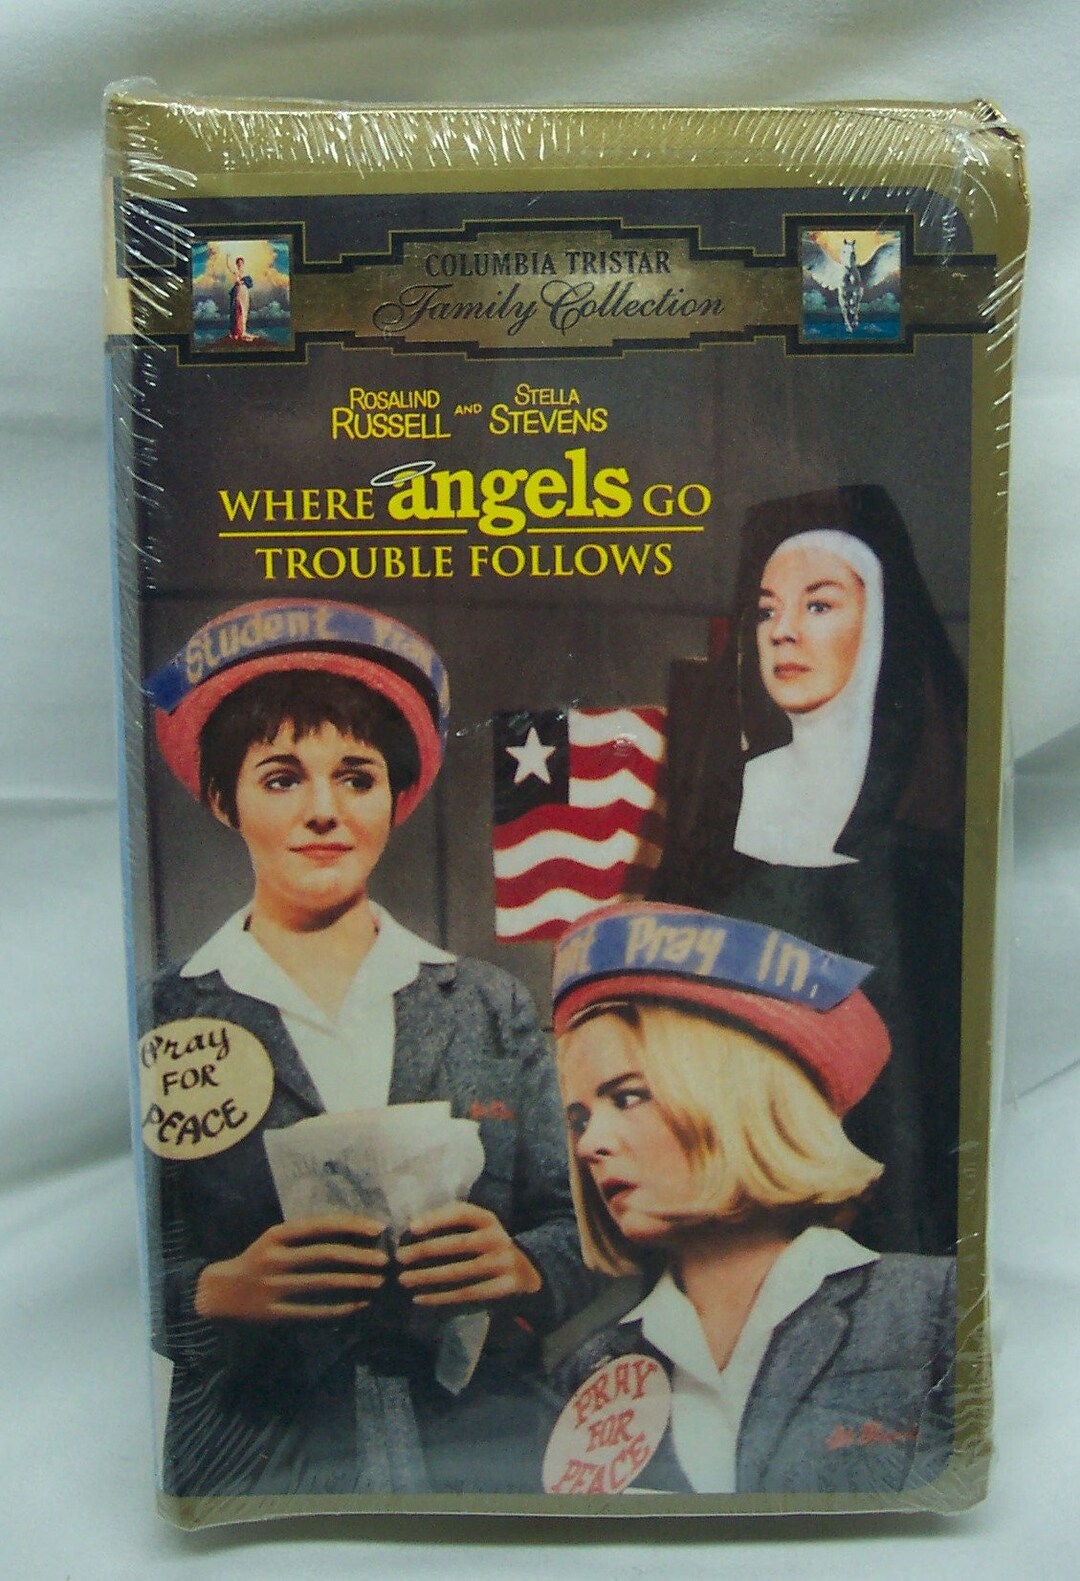 COLUMBIA TRISTAR
Family Collection
ROSALIND RUSSELL AND STELLA STEVENS
WHERE angels GO
TROUBLE FOLLOWS
Student
Pray In
Pray
FOR
PEACE
PRAY
FOR
PEACE